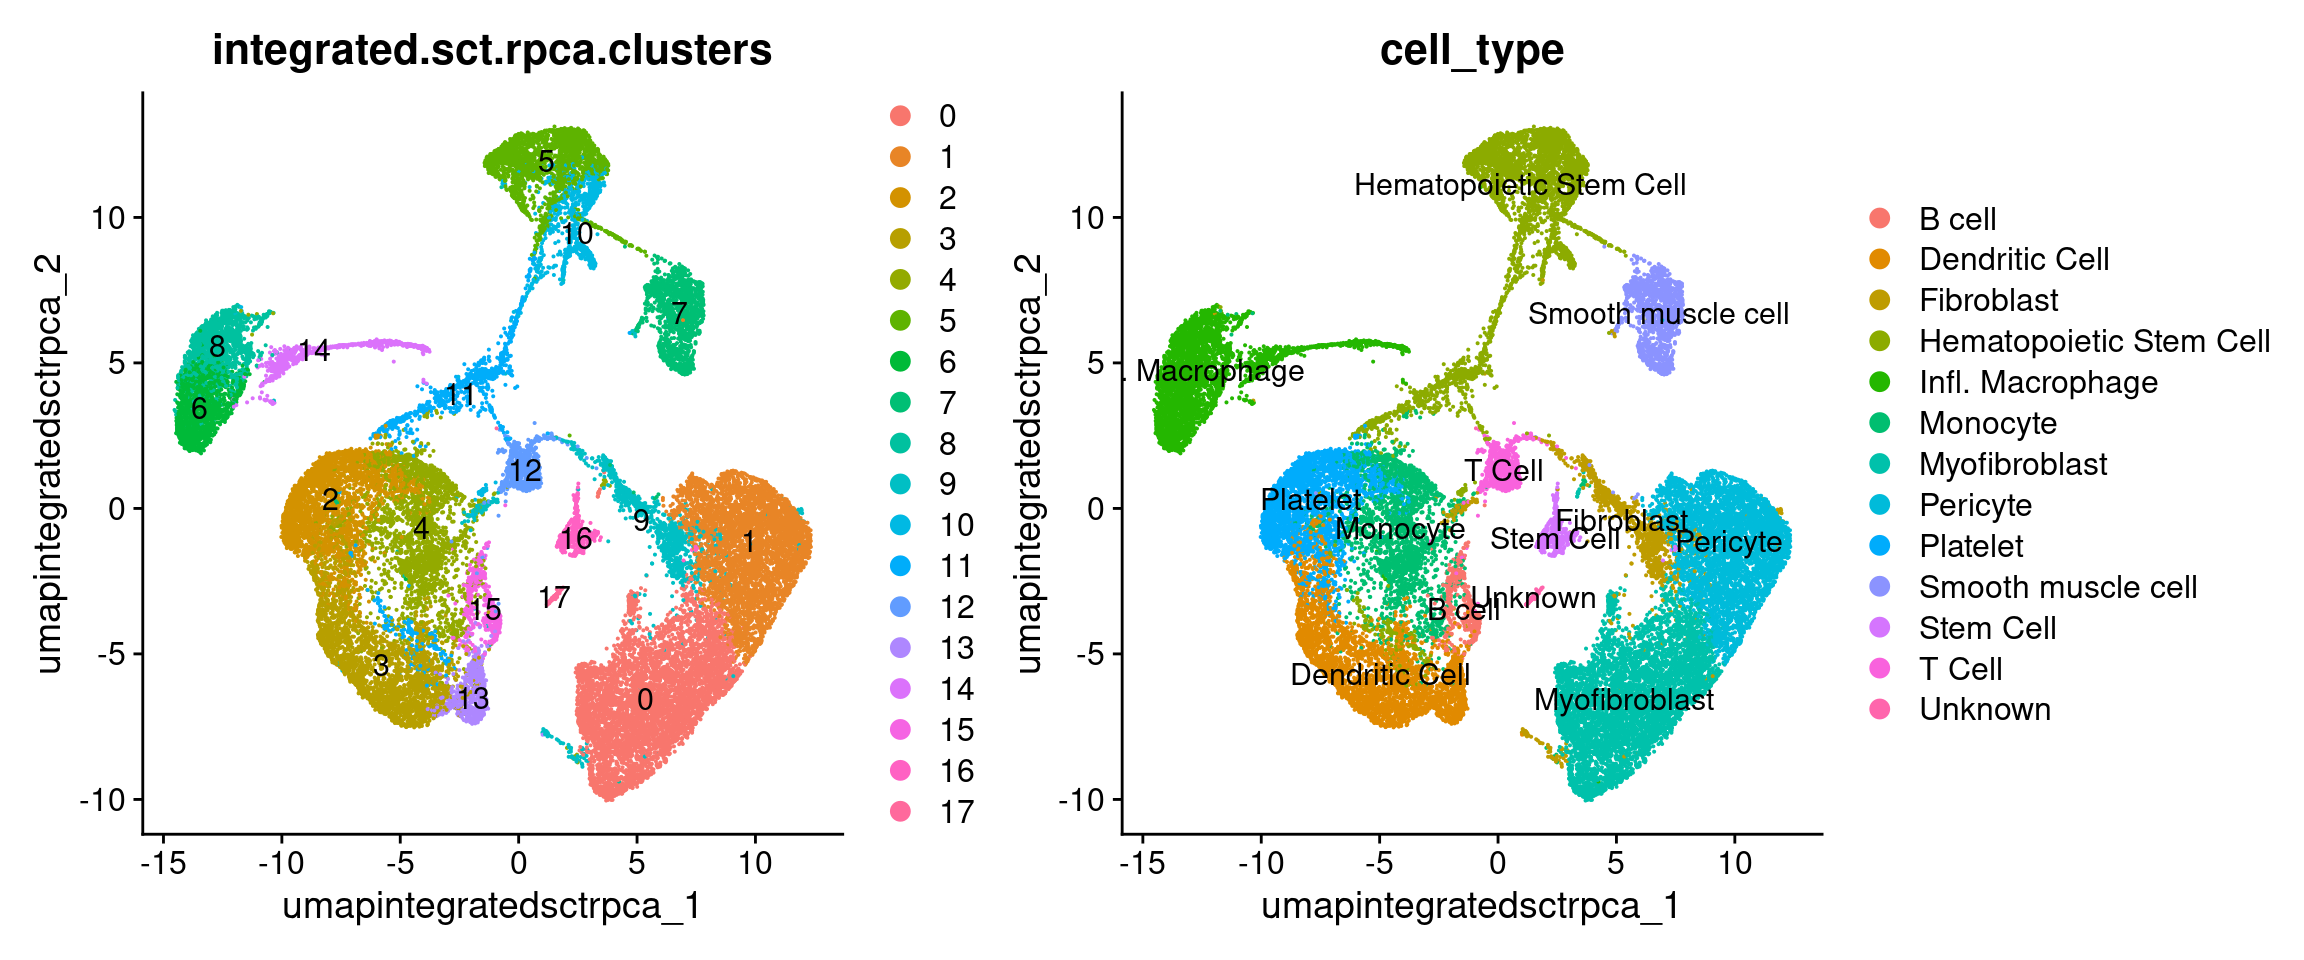 integrated.sct.rpca.clusters
umapintegratedsctrpca_2
10
5
0
-5
-10
5
10
7
8
14
6
11
12
2
4
9
1
16
17
15
3
13
0
-15
-10
-5
0
5
10
umapintegratedsctrpca_1
0
1
2
3
4
5
6
7
8
9
10
11
12
13
14
15
16
17
cell_type
umapintegratedsctrpca_2
10
5
0
-5
-10
Hematopoietic Stem Cell
Smooth muscle cell
. Macrophage
T Cell
Platelet
Monocyte
Fibroblast
Stem Cell
Pericyte
Unknown
B cell
Dendritic Cell
Myofibroblast
-15
-10
-5
0
5
10
umapintegratedsctrpca_1
B cell
Dendritic Cell
Fibroblast
Hematopoietic Stem Cell
Infl. Macrophage
Monocyte
Myofibroblast
Pericyte
Platelet
Smooth muscle cell
Stem Cell
T Cell
Unknown